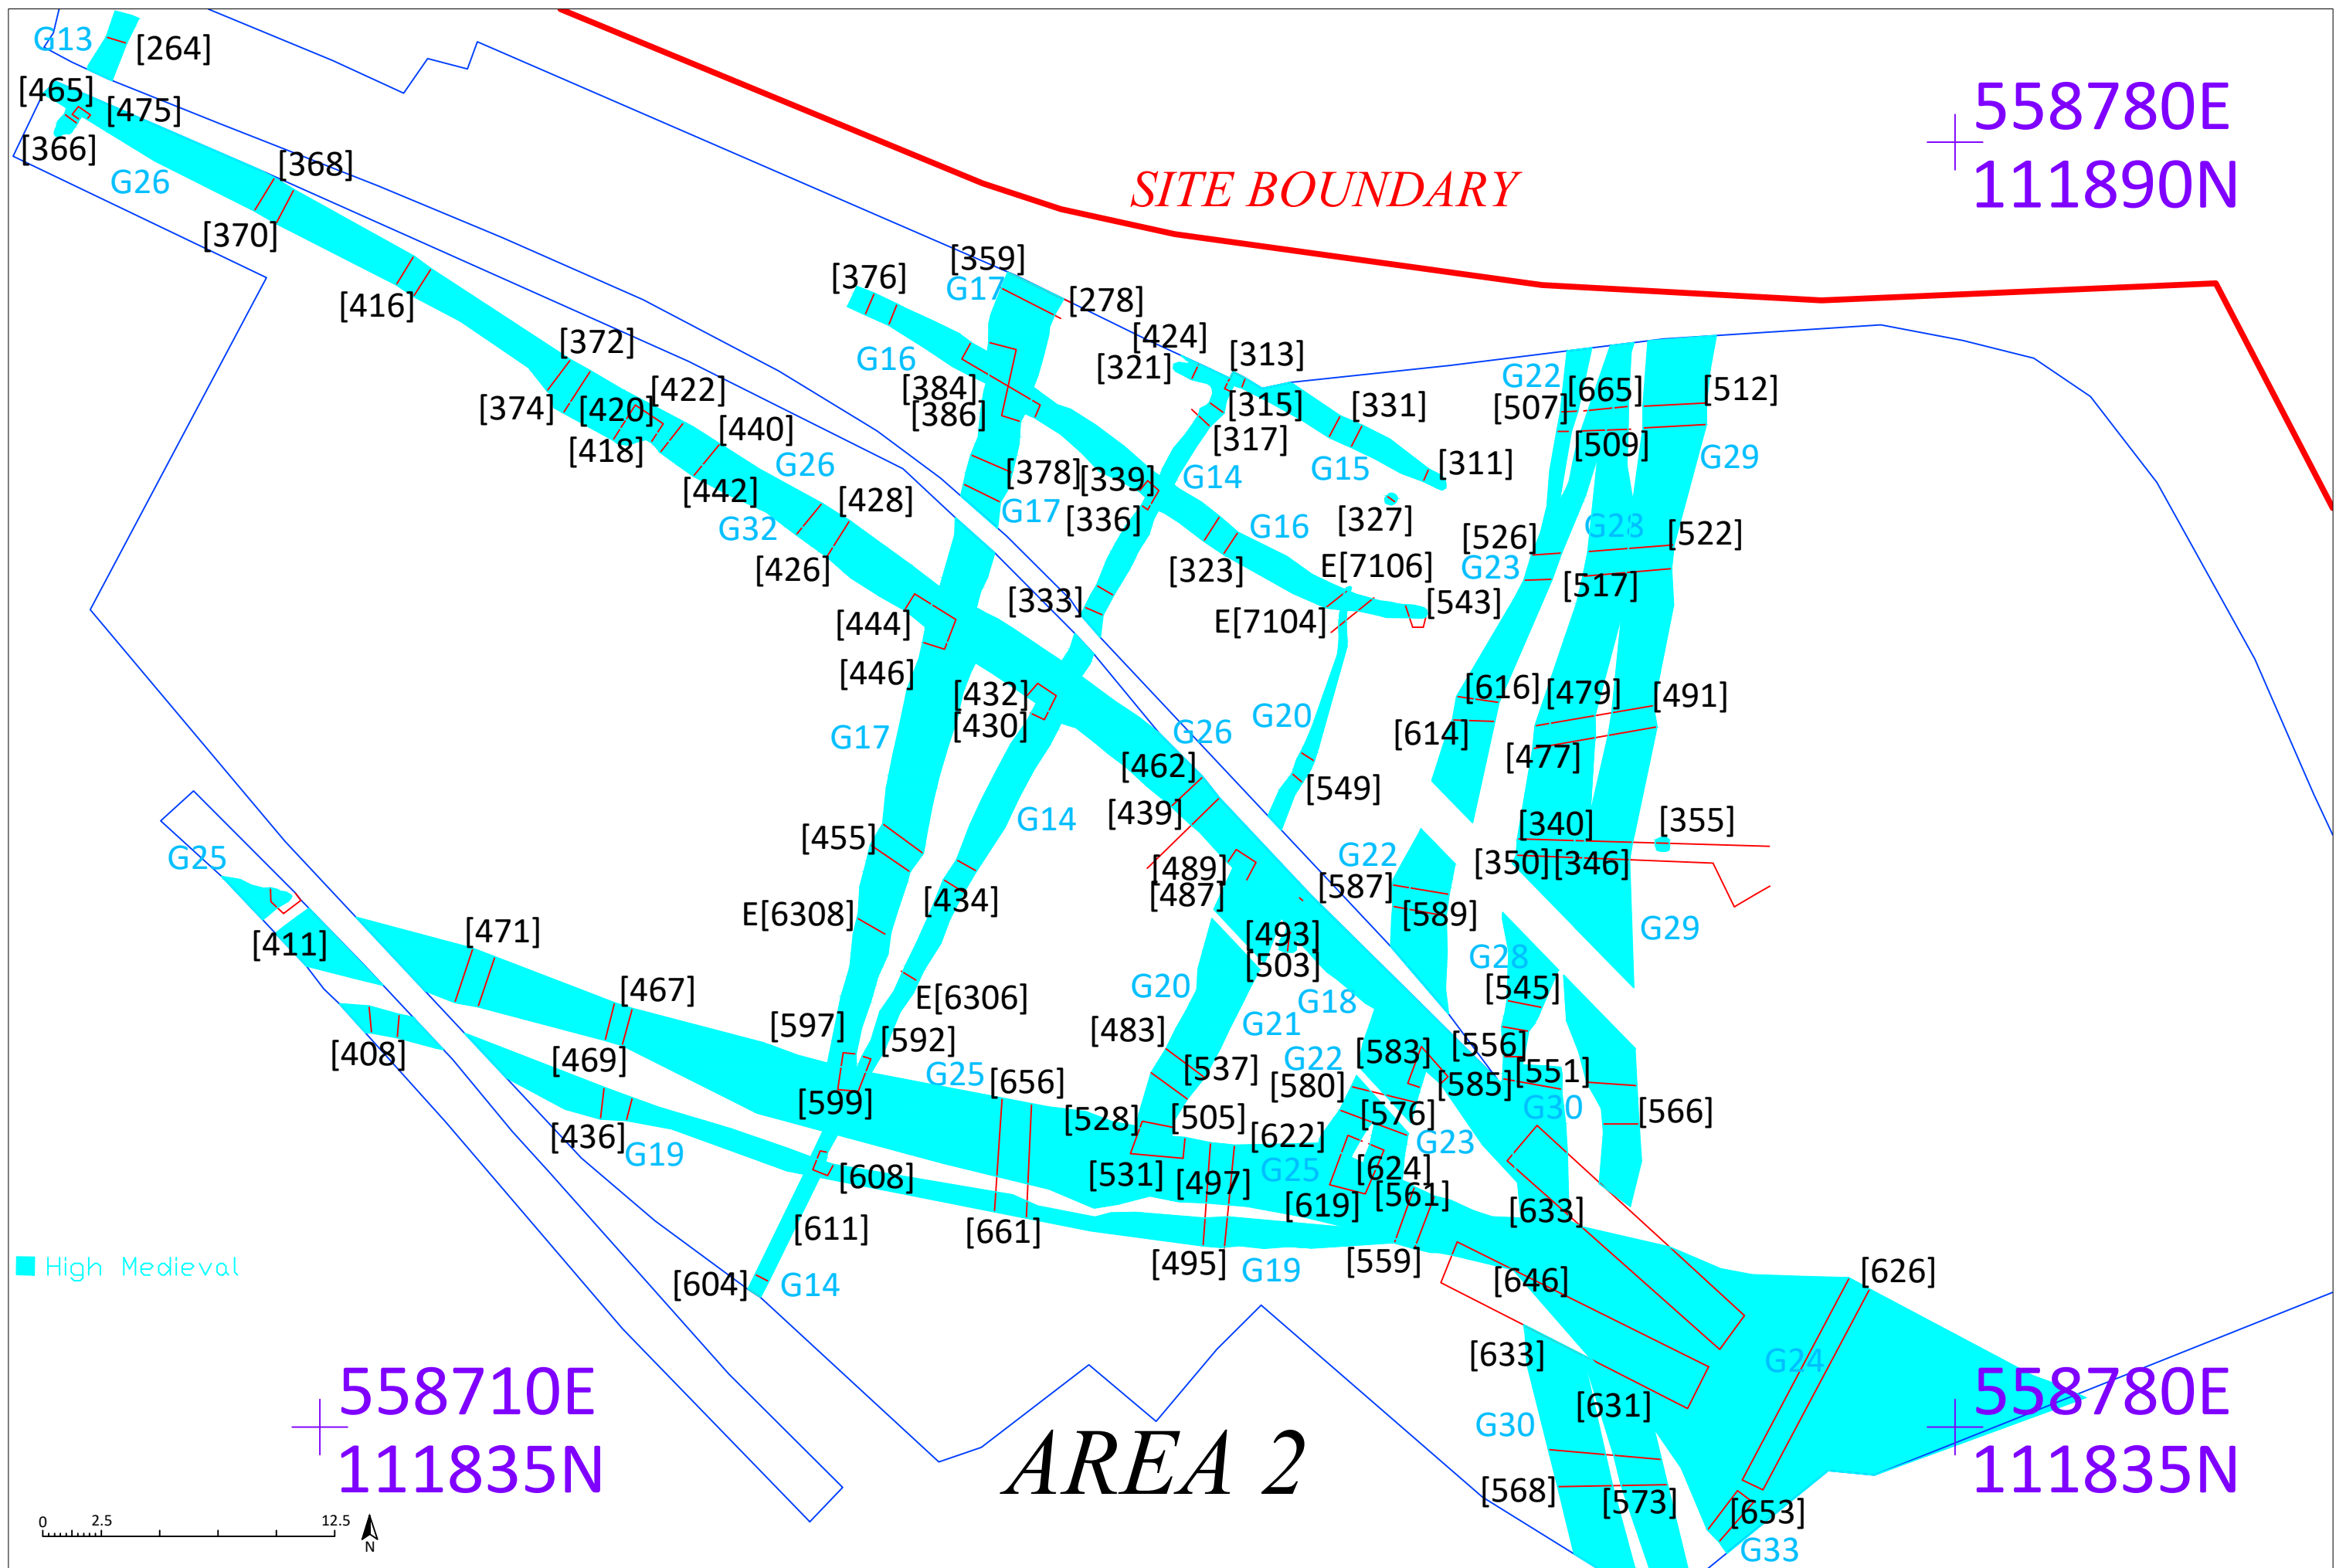 G13
[264]
[465]
[475]
[366]
G26
[368]
[370]
[416]
558780E
111890N
SITE BOUNDARY
[359]
[376]
G17
[278]
[424]
[321]
[313]
[372]
G16
[384]
[386]
[374]
[420]
[422]
[418]
[440]
G26
[315]
[317]
[331]
G22
[665]
[507]
[512]
[509]
G29
[378]
[339]
G14
G15
[311]
[442]
[428]
G32
[426]
G17
[336]
G16
[327]
[526]
G28
[522]
[323]
E[7106]
G23
[517]
[333]
E[7104]
[543]
[444]
[446]
[432]
[430]
G17
G26
G20
[616]
[479]
[491]
[614]
[477]
[462]
[439]
[549]
[455]
G14
[340]
[355]
G25
[489]
[487]
G22
[587]
[350]
[346]
[589]
[434]
E[6308]
[411]
[471]
[493]
[503]
G29
G28
[467]
E[6306]
G20
G18
[545]
[408]
[597]
[592]
[483]
G21
[469]
G25
[656]
[537]
G22
[583]
[556]
[580]
[585]
[551]
[599]
[528]
[505]
[576]
G30
[566]
[436]
G19
[622]
G23
[608]
[531]
[497]
G25
[624]
[619]
[561]
[633]
[611]
[661]
[495]
G19
[559]
[646]
[626]
High Medieval
[604]
G14
[633]
G24
558710E
111835N
[631]
558780E
111835N
G30
AREA 2
[568]
[573]
[653]
G33
0 2.5 12.5
N